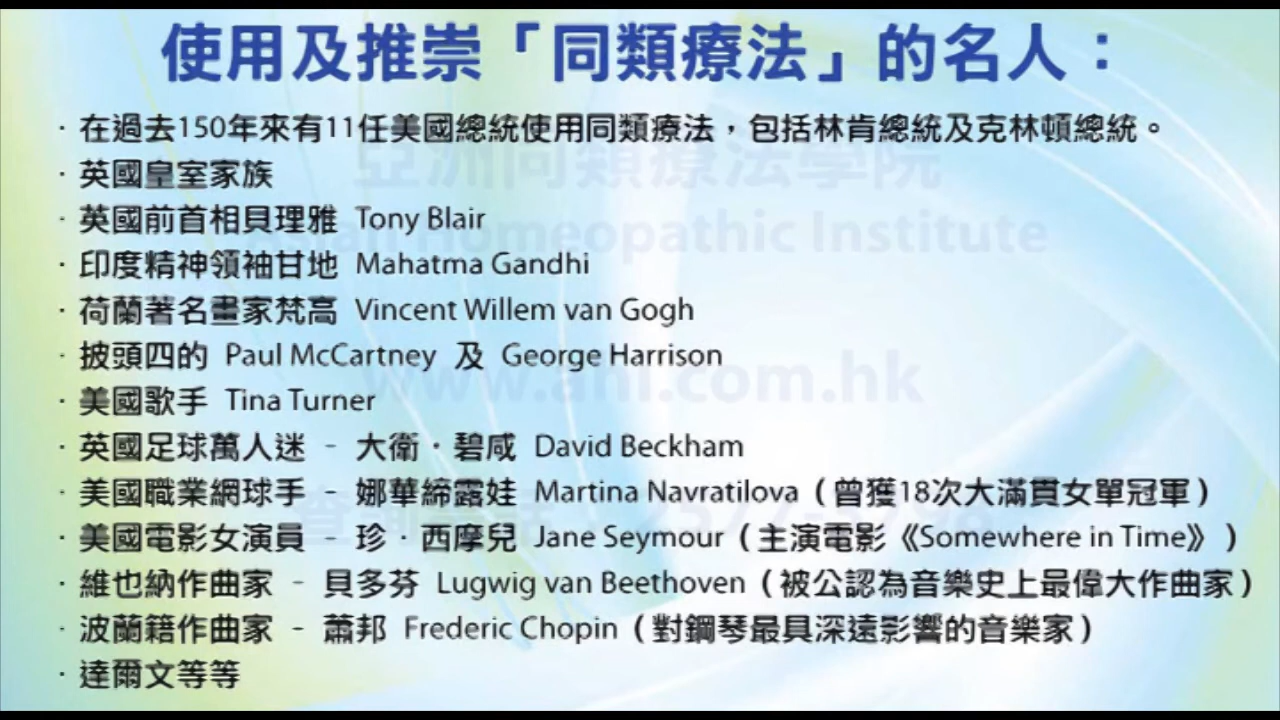 使用及推崇「同類療法」的名人：
· 在過去150年來有11任美國總統使用同類療法，包括林肯總統及克林頓總統。
亞洲同類療法學院
· 英國皇室家族
· 英國前首相貝理雅 Tony Blair
Asian Homeopathic Institute
· 印度精神領袖甘地 Mahatma Gandhi
· 荷蘭著名畫家梵高 Vincent Willem van Gogh
· 披頭四的 Paul McCartney 及 George Harrison
www.ahi.com.hk
· 美國歌手 Tina Turner
· 英國足球萬人迷 - 大衛·碧咸 David Beckham
· 美國職業網球手 - 娜華締露娃 Martina Navratilova（曾獲18次大滿貫女單冠軍）
· 美國電影女演員 - 珍·西摩兒 Jane Seymour（主演電影《Somewhere in Time》）
· 維也納作曲家 - 貝多芬 Lugwig van Beethoven（被公認為音樂史上最偉大作曲家）
· 波蘭籍作曲家 - 蕭邦 Frederic Chopin（對鋼琴最具深遠影響的音樂家）
· 達爾文等等